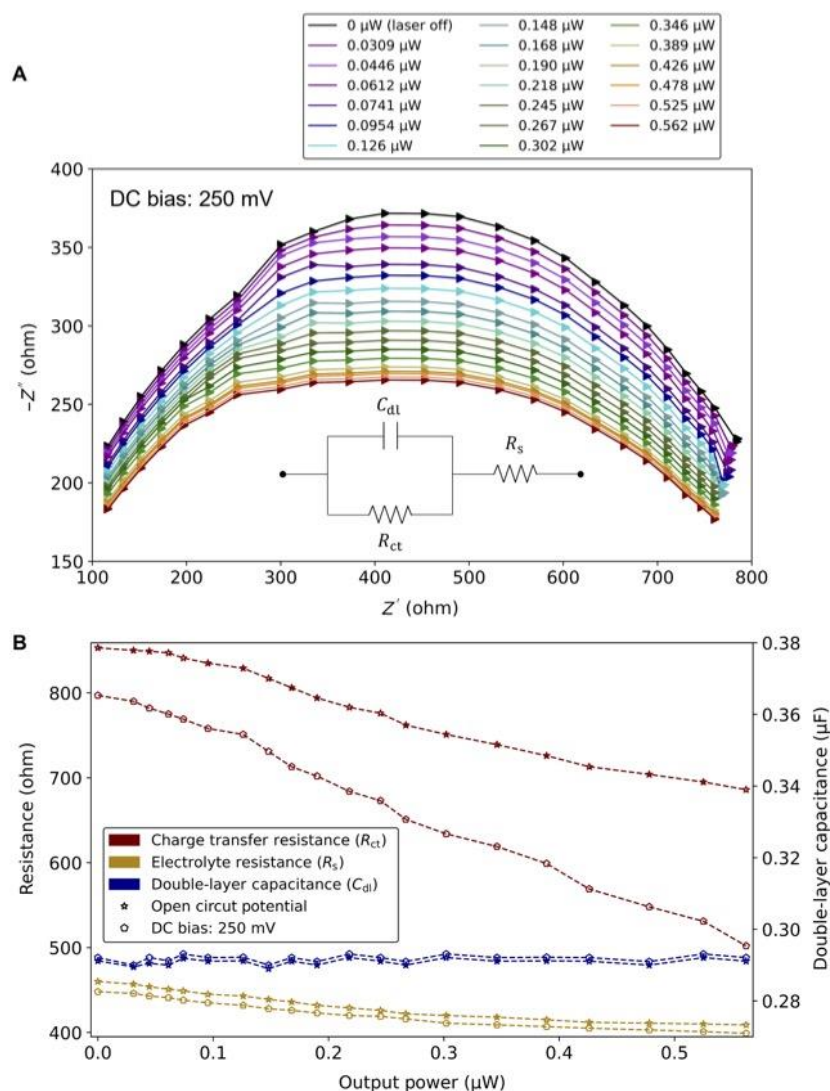 0 μW (laser off)
0.0309 μW
0.0446 μW
0.0612 μW
0.0741 μW
0.0954 μW
0.126 μW
0.148 μW
0.168 μW
0.190 μW
0.218 μW
0.245 μW
0.267 μW
0.302 μW
0.346 μW
0.389 μW
0.426 μW
0.478 μW
0.525 μW
0.562 μW
A
DC bias: 250 mV
400
350
300
250
200
150
−Z″ (ohm)
Cdl
Rs
Rct
100 200 300 400 500 600 700 800
Z′ (ohm)
B
800
700
600
500
400
Resistance (ohm)
Charge transfer resistance (Rct)
Electrolyte resistance (Rs)
Double-layer capacitance (Cdl)
Open circut potential
DC bias: 250 mV
0.38
0.36
0.34
0.32
0.30
0.28
Double-layer capacitance (μF)
0.0 0.1 0.2 0.3 0.4 0.5
Output power (μW)